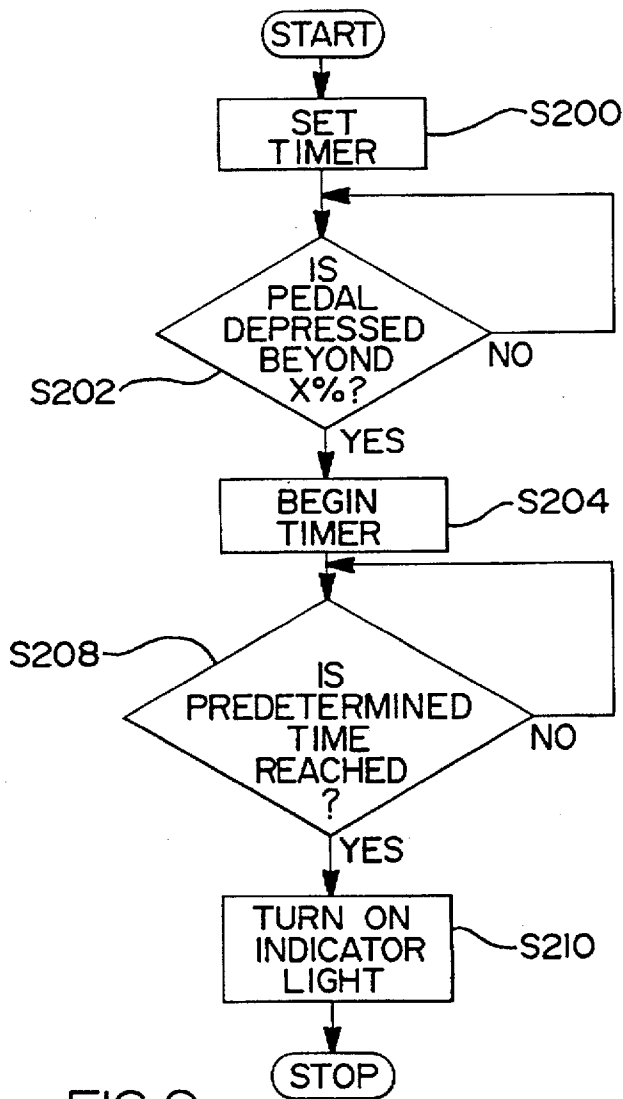 START
SET
TIMER
S200
IS
PEDAL
DEPRESSED
BEYOND
X%?
NO
S202
YES
BEGIN
TIMER
S204
S208
IS
PREDETERMINED
TIME
REACHED
?
NO
YES
TURN ON
INDICATOR
LIGHT
S210
STOP